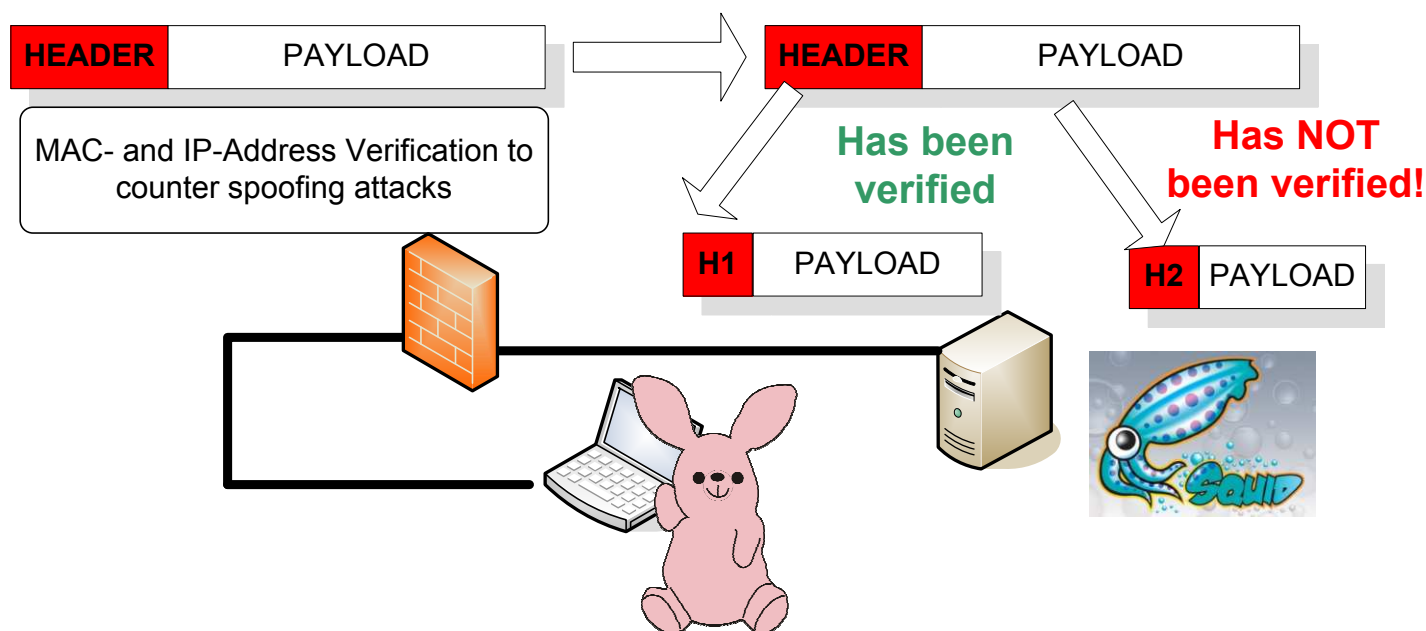 HEADER PAYLOAD
HEADER PAYLOAD
MAC- and IP-Address Verification to
counter spoofing attacks
Has been
verified
Has NOT
been verified!
H1 PAYLOAD
H2 PAYLOAD
SQUID